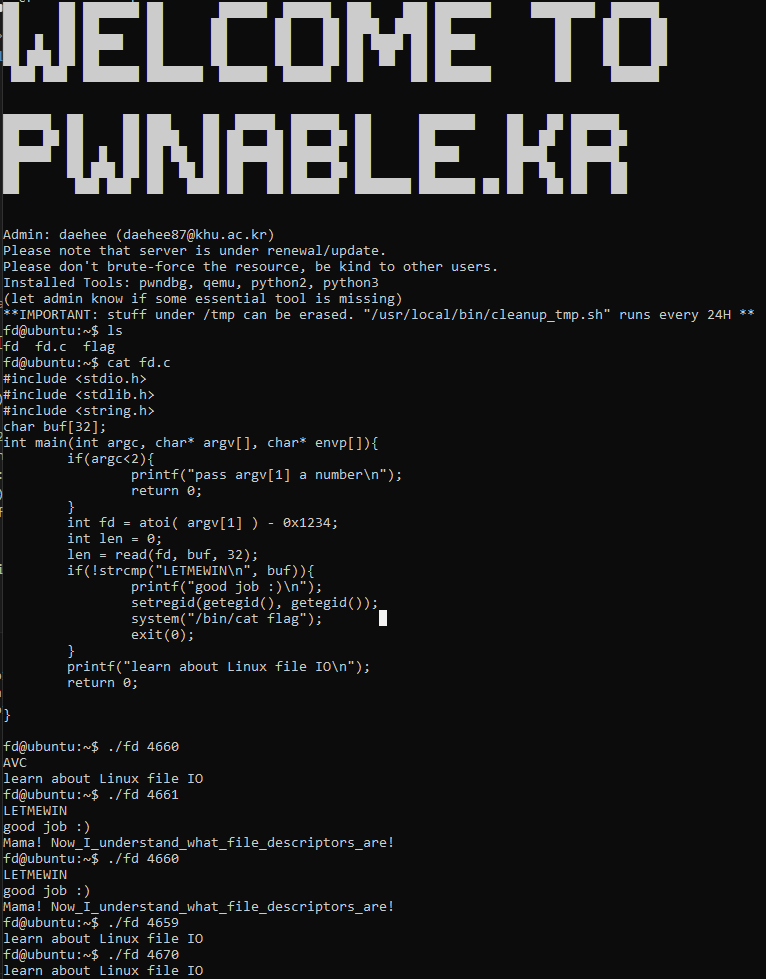 WELCOME TO
PWNABLE.KR
Admin: daehee (daehee87@khu.ac.kr)
Please note that server is under renewal/update.
Please don't brute-force the resource, be kind to other users.
Installed Tools: pwndbg, qemu, python2, python3
(let admin know if some essential tool is missing)
**IMPORTANT: stuff under /tmp can be erased. "/usr/local/bin/cleanup_tmp.sh" runs every 24H **
fd@ubuntu:~$ ls
fd  fd.c  flag
fd@ubuntu:~$ cat fd.c
#include <stdio.h>
#include <stdlib.h>
#include <string.h>
char buf[32];
int main(int argc, char* argv[], char* envp[]){
        if(argc<2){
                printf("pass argv[1] a number\n");
                return 0;
        }
        int fd = atoi( argv[1] ) - 0x1234;
        int len = 0;
        len = read(fd, buf, 32);
        if(!strcmp("LETMEWIN\n", buf)){
                printf("good job :)\n");
                setregid(getegid(), getegid());
                system("/bin/cat flag");
                exit(0);
        }
        printf("learn about Linux file IO\n");
        return 0;

}

fd@ubuntu:~$ ./fd 4660
AVC
learn about Linux file IO
fd@ubuntu:~$ ./fd 4661
LETMEWIN
good job :)
Mama! Now_I_understand_what_file_descriptors_are!
fd@ubuntu:~$ ./fd 4660
LETMEWIN
good job :)
Mama! Now_I_understand_what_file_descriptors_are!
fd@ubuntu:~$ ./fd 4659
learn about Linux file IO
fd@ubuntu:~$ ./fd 4670
learn about Linux file IO